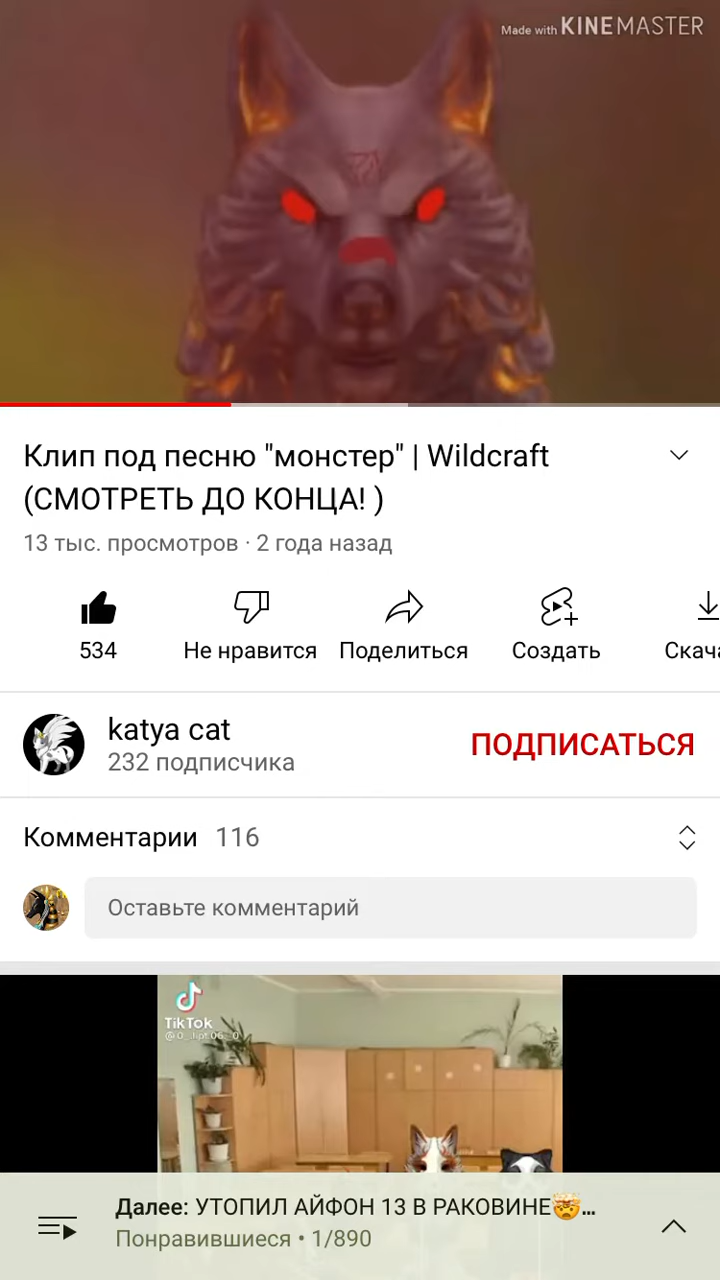 Made with KINEMASTER
Клип под песню "монстер" | Wildcraft
(СМОТРЕТЬ ДО КОНЦА! )
13 тыс. просмотров · 2 года назад
534
Не нравится
Поделиться
Создать
Скача
katya cat
232 подписчика
ПОДПИСАТЬСЯ
Комментарии 116
Оставьте комментарий
TikTok
Далее: УТОПИЛ АЙФОН 13 В РАКОВИНЕ🤯...
Понравившиеся • 1/890